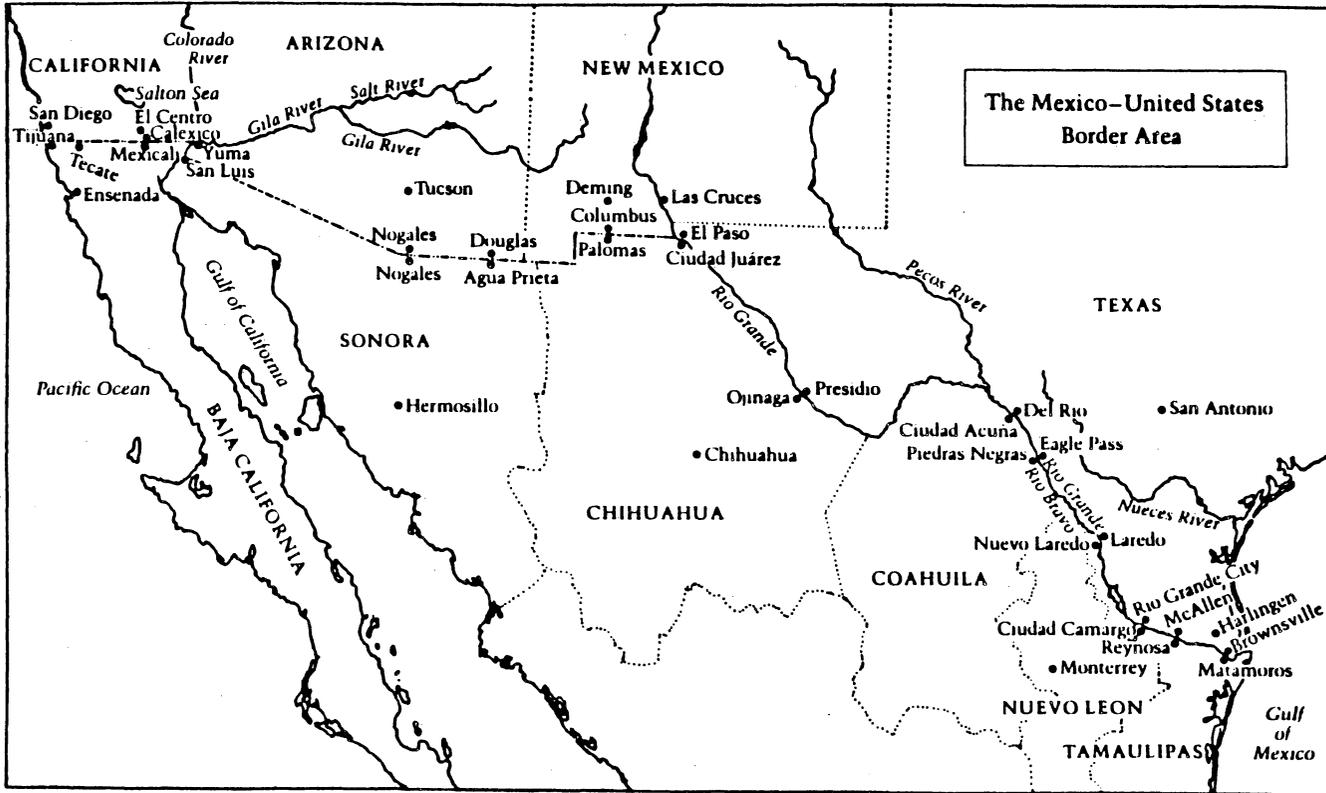 The Mexico–United States
Border Area
CALIFORNIA
Colorado
River
ARIZONA
NEW MEXICO
Salton Sea
Salt River
Gila River
Gila River
San Diego
El Centro
Tijuana
Calexico
Mexicali
Yuma
Tecate
San Luis
Ensenada
Tucson
Deming
Las Cruces
Columbus
Nogales
Douglas
El Paso
Palomas
Ciudad Juárez
Nogales
Agua Prieta
Gulf of California
Rio Grande
Pecos River
TEXAS
SONORA
Pacific Ocean
Hermosillo
BAJA CALIFORNIA
Ojinaga
Presidio
Del Rio
San Antonio
Ciudad Acuña
Eagle Pass
Piedras Negras
Chihuahua
Rio Grande
Rio Bravo
CHIHUAHUA
Nueces River
Nuevo Laredo
Laredo
COAHUILA
Rio Grande City
McAllen
Harlingen
Ciudad Camargo
Brownsville
Reynosa
Monterrey
Matamoros
NUEVO LEON
TAMAULIPAS
Gulf
of
Mexico